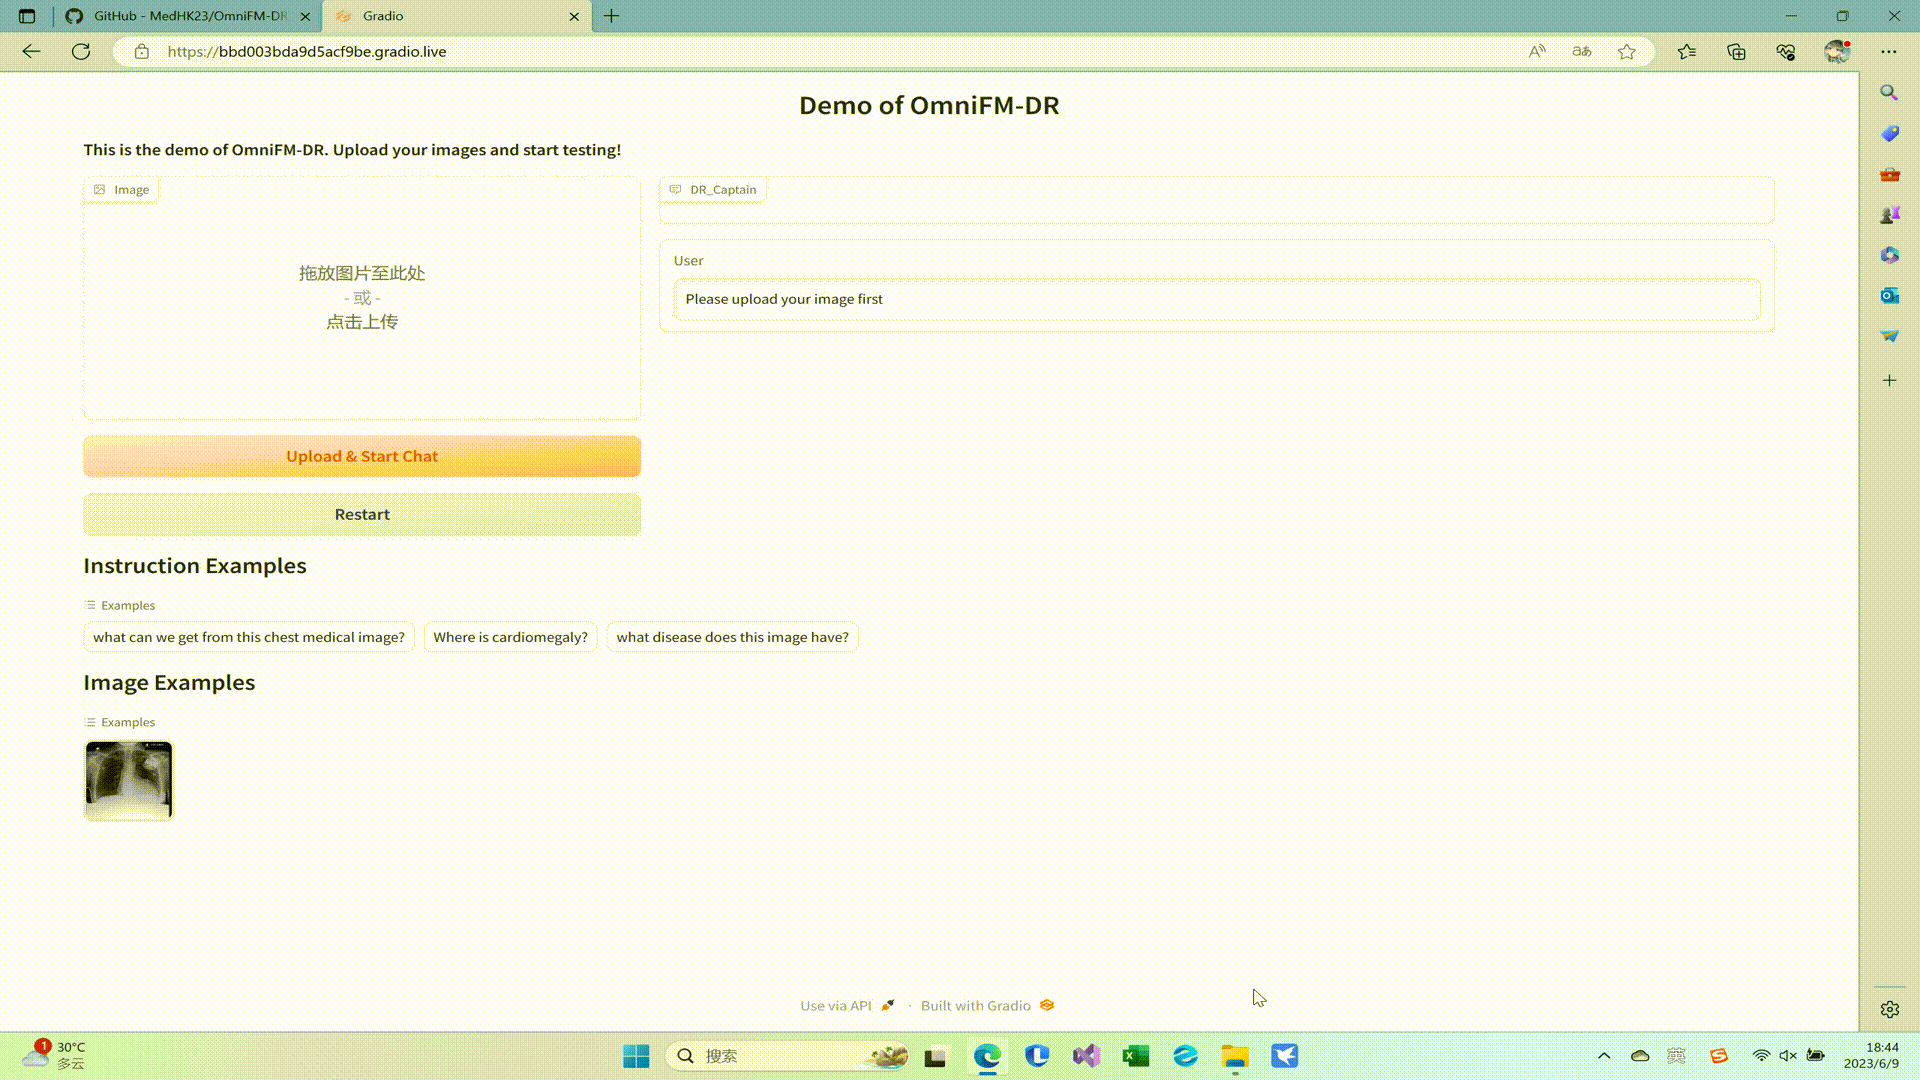 GitHub - MedHK23/OmniFM-DR
Gradio
https://bbd003bda9d5acf9be.gradio.live
Demo of OmniFM-DR
This is the demo of OmniFM-DR. Upload your images and start testing!
Image
拖放图片至此处
- 或 -
点击上传
DR_Captain
User
Please upload your image first
Upload & Start Chat
Restart
Instruction Examples
Examples
what can we get from this chest medical image?
Where is cardiomegaly?
what disease does this image have?
Image Examples
Examples
Use via API · Built with Gradio
1
30°C
多云
搜索
英
18:44
2023/6/9